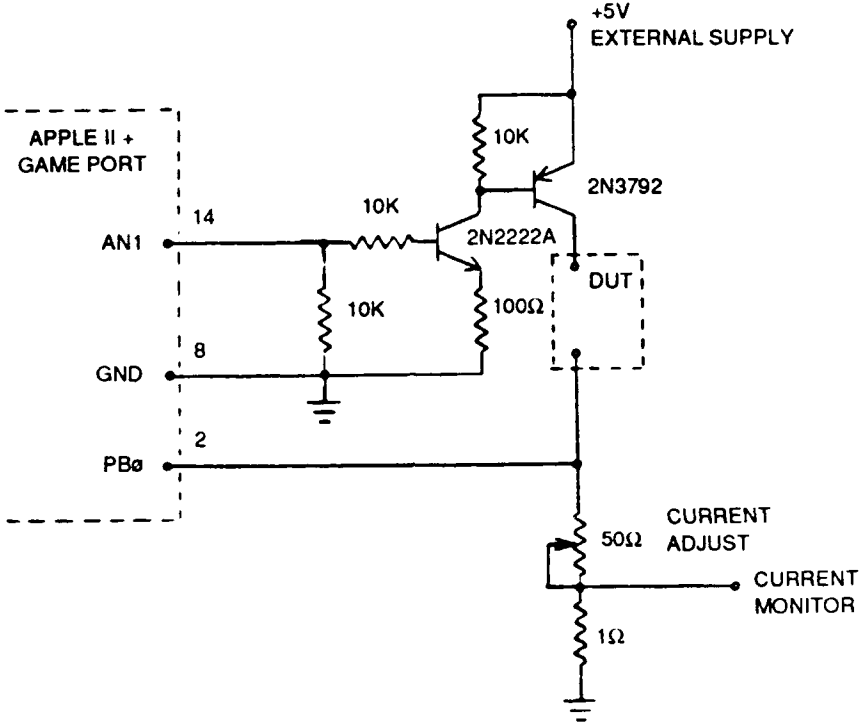 +5V
EXTERNAL SUPPLY
APPLE II +
GAME PORT
10K
2N3792
14
10K
AN1
2N2222A
DUT
10K
100Ω
8
GND
2
PBø
CURRENT
ADJUST
50Ω
CURRENT
MONITOR
1Ω